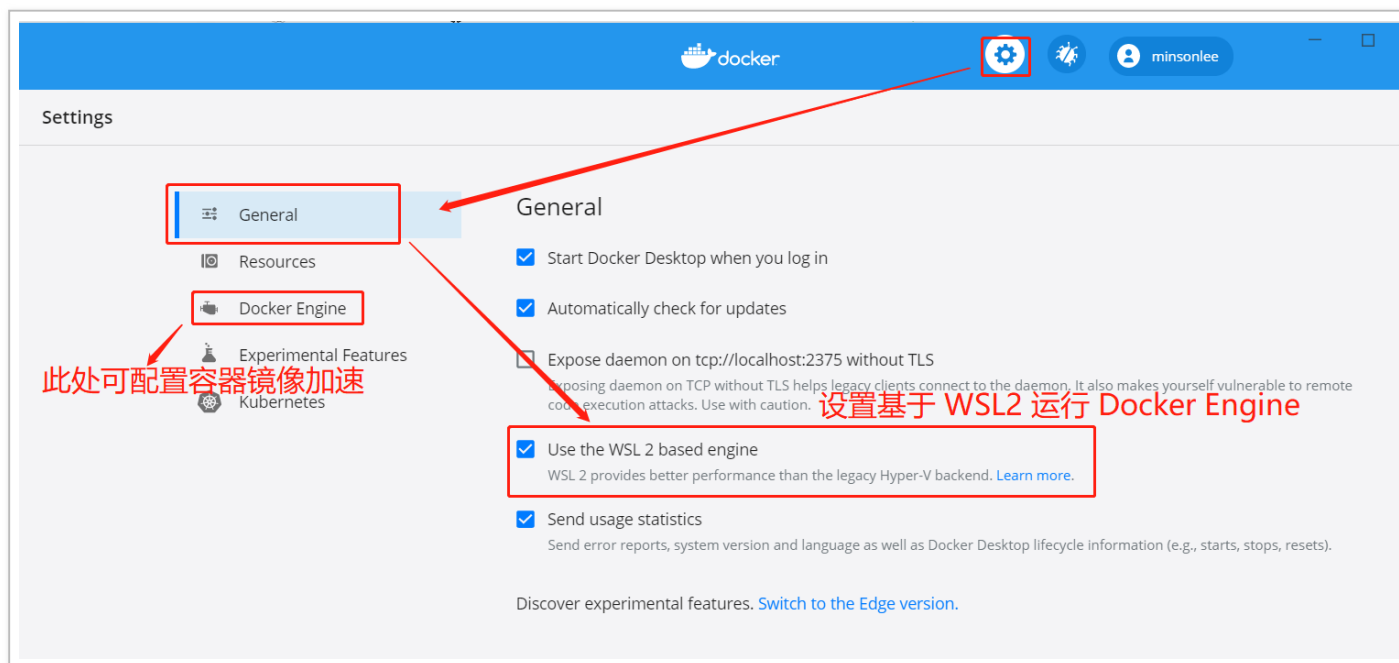 docker
minsonlee
Settings
General
Resources
Docker Engine
Experimental Features
此处可配置容器镜像加速
Kubernetes
General
Start Docker Desktop when you log in
Automatically check for updates
Expose daemon on tcp://localhost:2375 without TLS
Exposing daemon on TCP without TLS helps legacy clients connect to the daemon. It also makes yourself vulnerable to remote
code execution attacks. Use with caution.
设置基于 WSL2 运行 Docker Engine
Use the WSL 2 based engine
WSL 2 provides better performance than the legacy Hyper-V backend. Learn more.
Send usage statistics
Send error reports, system version and language as well as Docker Desktop lifecycle information (e.g., starts, stops, resets).
Discover experimental features. Switch to the Edge version.